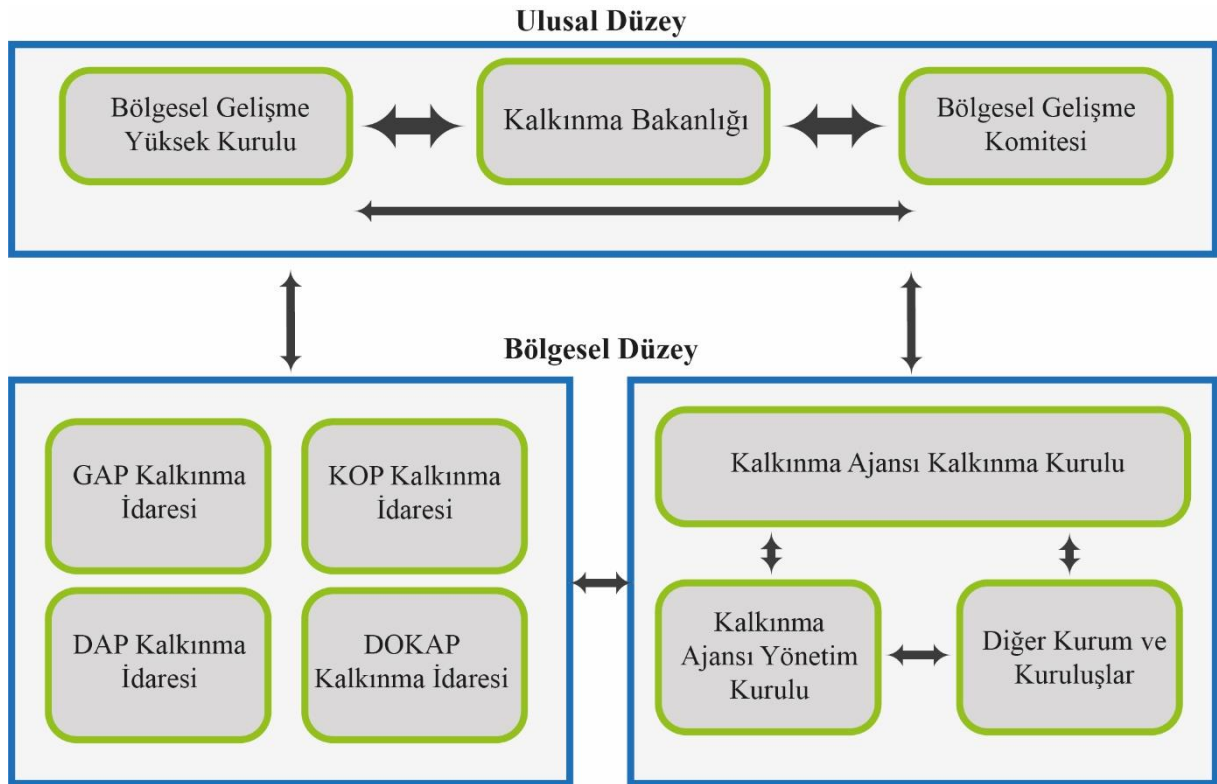 Ulusal Düzey
Bölgesel Gelişme
Yüksek Kurulu
Kalkınma Bakanlığı
Bölgesel Gelişme
Komitesi
Bölgesel Düzey
GAP Kalkınma
İdaresi
KOP Kalkınma
İdaresi
DAP Kalkınma
İdaresi
DOKAP
Kalkınma İdaresi
Kalkınma Ajansı Kalkınma Kurulu
Kalkınma
Ajansı Yönetim
Kurulu
Diğer Kurum ve
Kuruluşlar